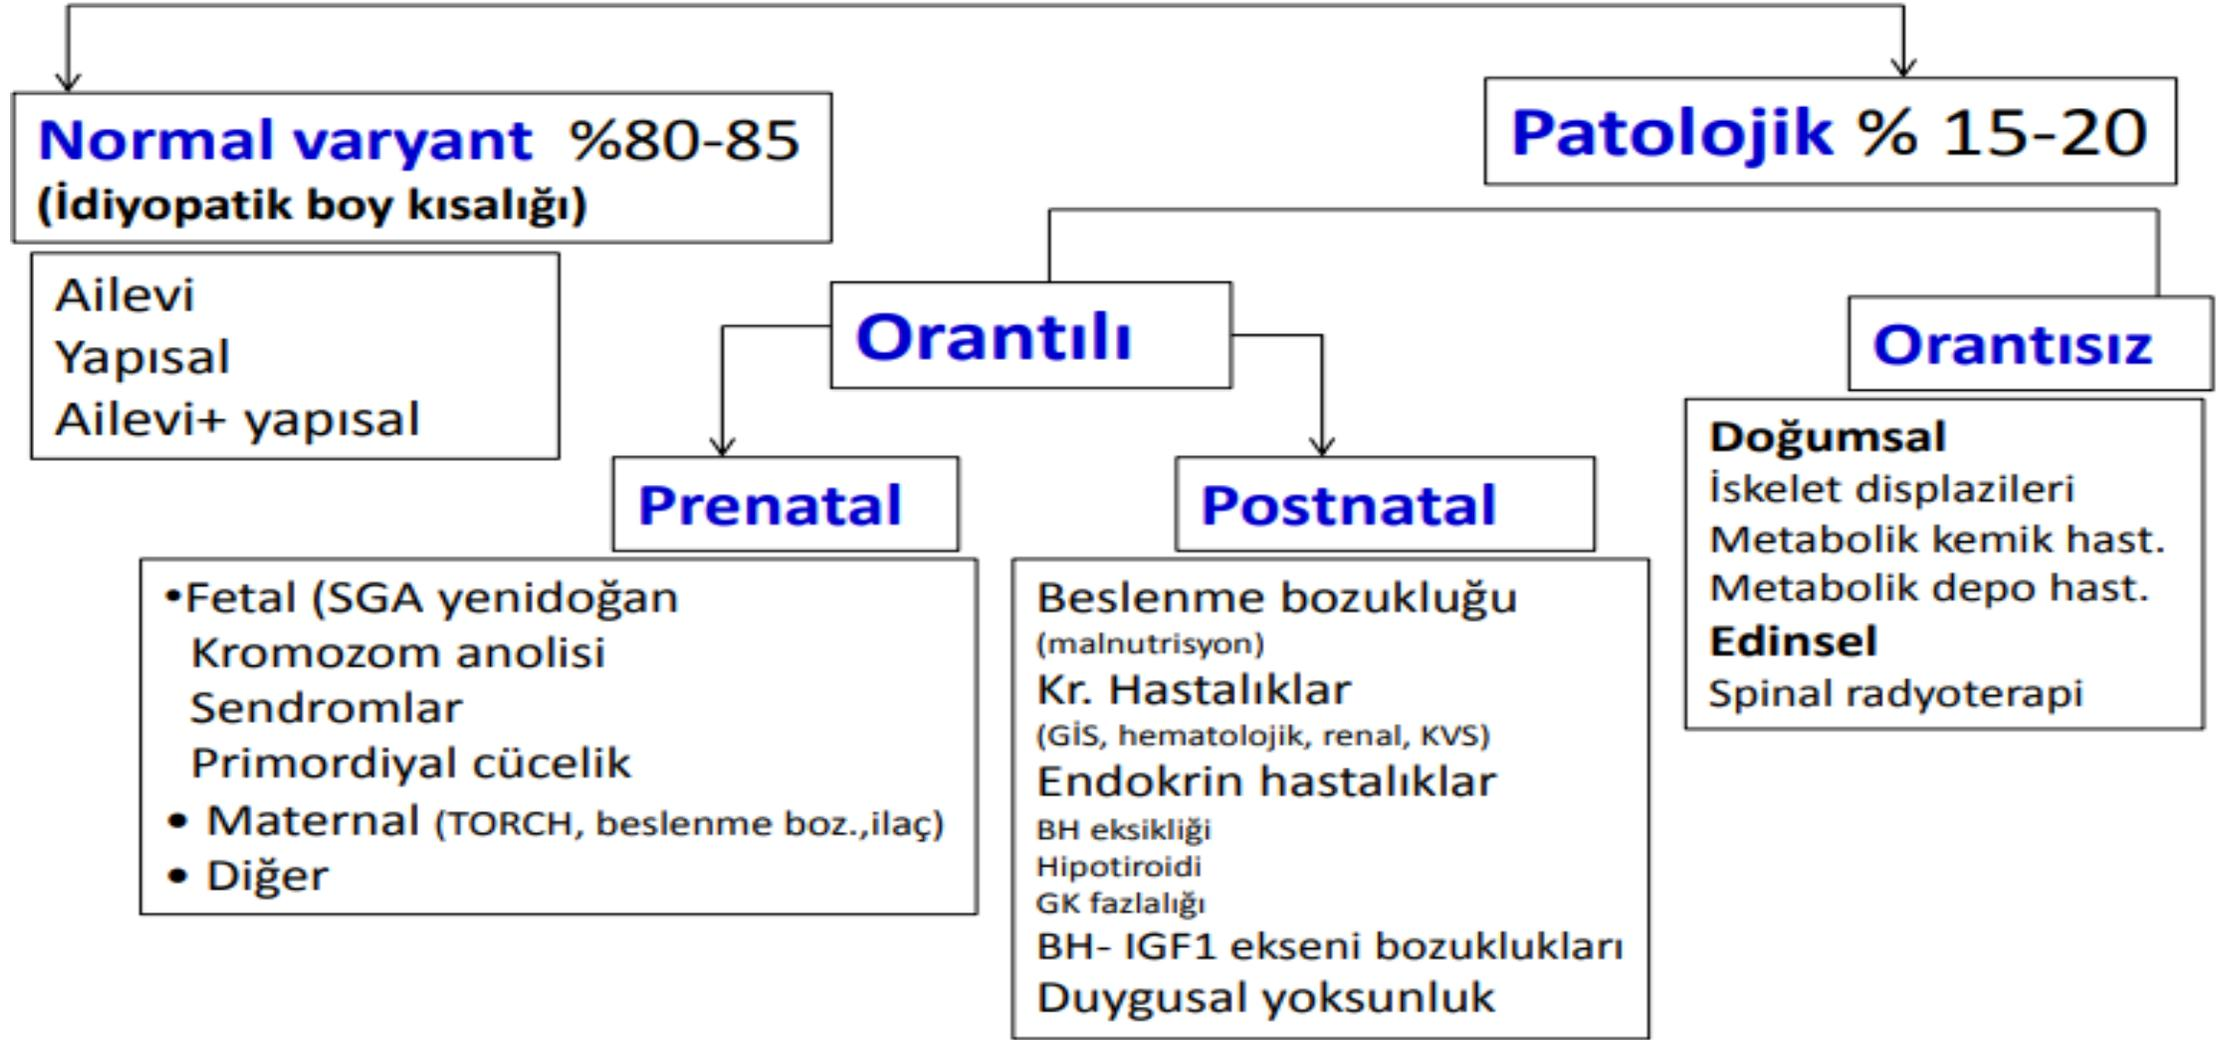 Normal varyant %80-85
(İdiyopatik boy kısalığı)
Ailevi
Yapısal
Ailevi+ yapısal
Patolojik % 15-20
Orantılı
Prenatal
•Fetal (SGA yenidoğan
Kromozom anolisi
Sendromlar
Primordiyal cücelik
• Maternal (TORCH, beslenme boz.,ilaç)
• Diğer
Postnatal
Beslenme bozukluğu
(malnutrisyon)
Kr. Hastalıklar
(GİS, hematolojik, renal, KVS)
Endokrin hastalıklar
BH eksikliği
Hipotiroidi
GK fazlalığı
BH- IGF1 ekseni bozuklukları
Duygusal yoksunluk
Orantısız
Doğumsal
İskelet displazileri
Metabolik kemik hast.
Metabolik depo hast.
Edinsel
Spinal radyoterapi